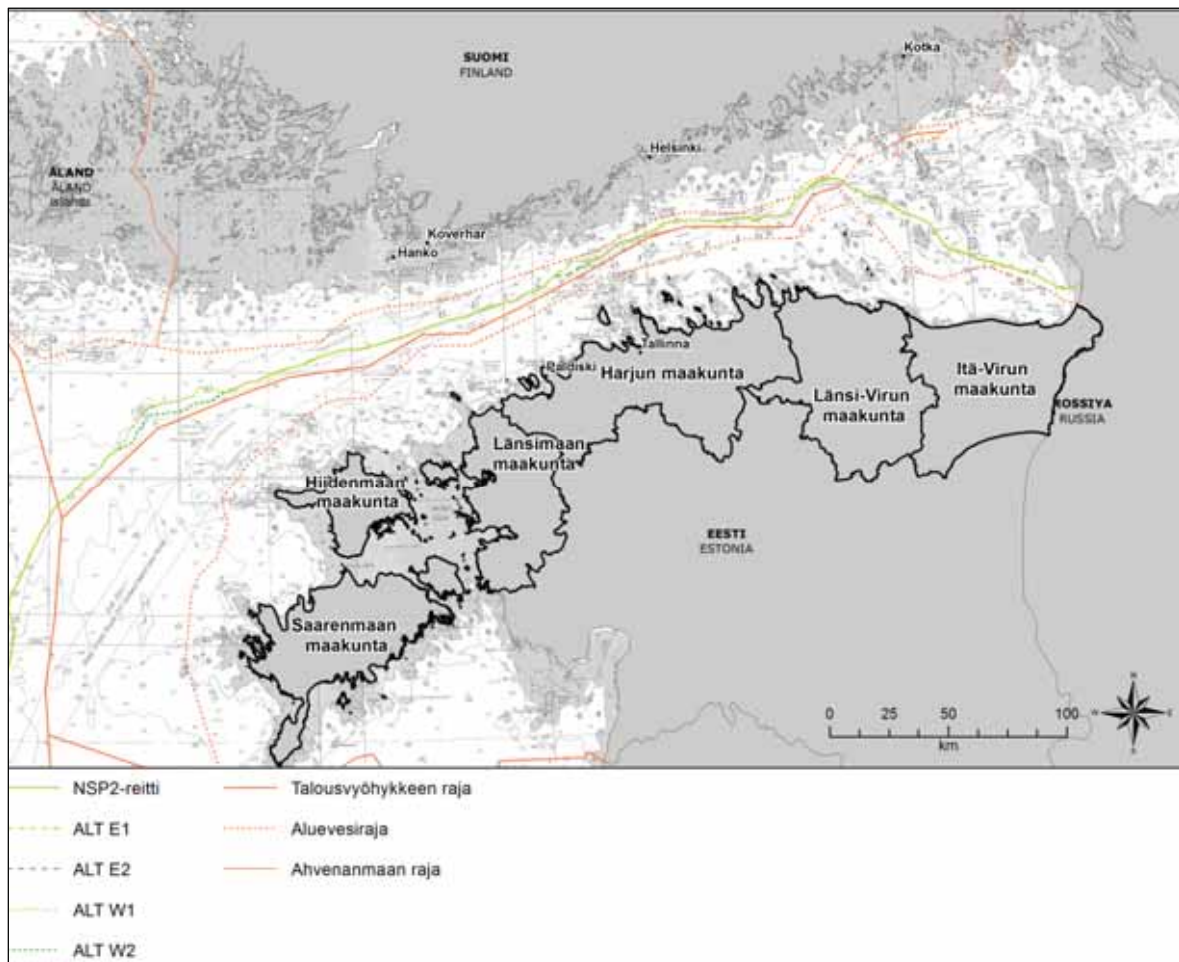 SUOMI
FINLAND
Kotka
Helsinki
ÅLAND
ÅLAND
islands
Koverhar
Hanko
Tallinna
Paldiski
Harjun maakunta
Länsi-Virun
maakunta
Itä-Virun
maakunta
ROSSIYA
RUSSIA
Länsimaan
maakunta
Hiidenmaan
maakunta
EESTI
ESTONIA
Saarenmaan
maakunta
N
W
E
S
0 25 50 100
km
NSP2-reitti
ALT E1
ALT E2
ALT W1
ALT W2
Talousvyöhykkeen raja
Aluevesiraja
Ahvenanmaan raja